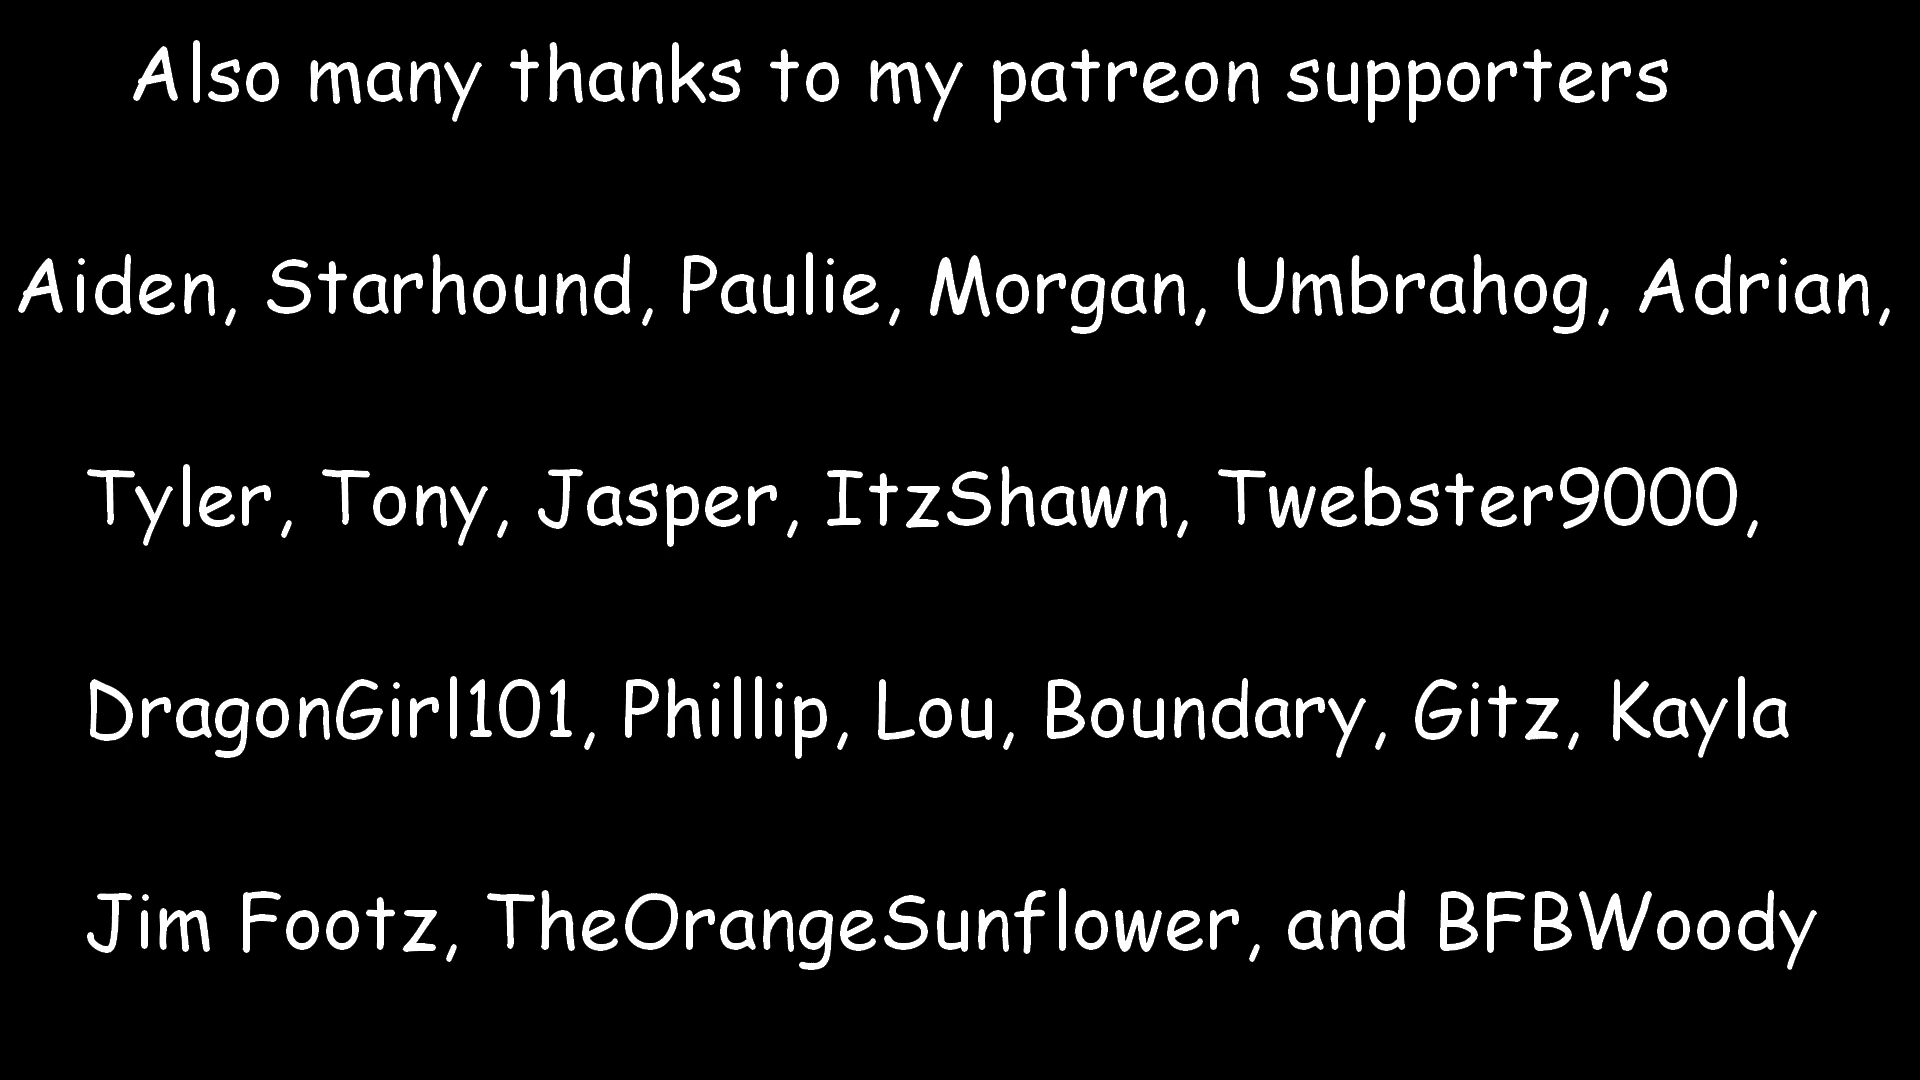 Also many thanks to my patreon supporters
Aiden, Starhound, Paulie, Morgan, Umbrahog, Adrian,
Tyler, Tony, Jasper, ItzShawn, Twebster9000,
DragonGirl101, Phillip, Lou, Boundary, Gitz, Kayla
Jim Footz, TheOrangeSunflower, and BFBWoody